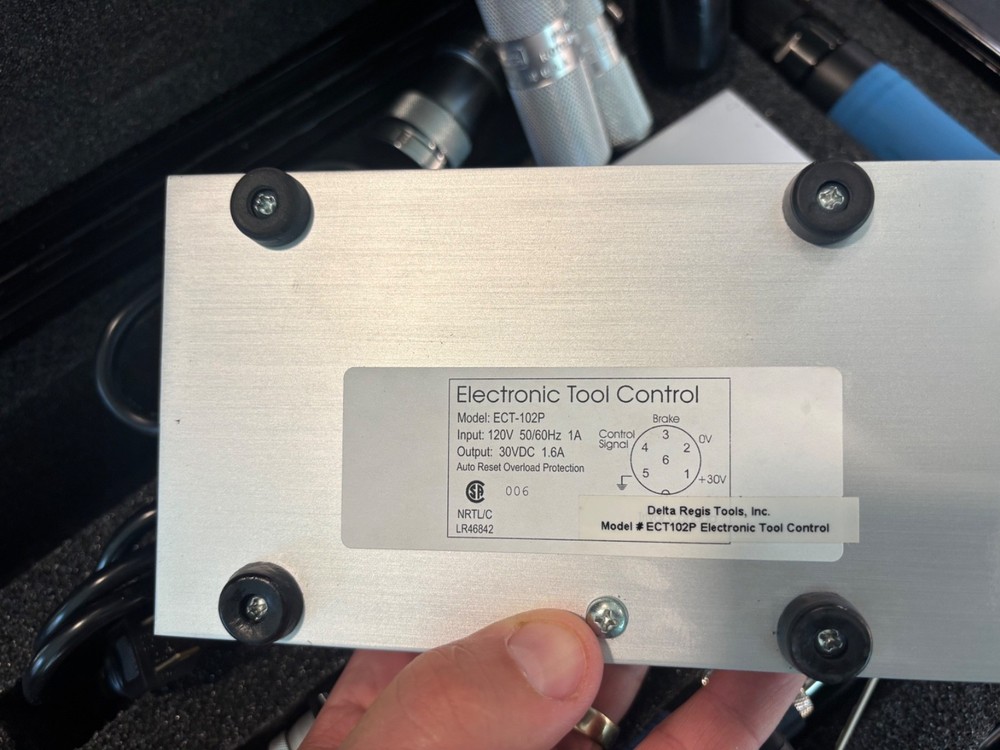 Electronic Tool Control
Model: ECT-102P
Input: 120V 50/60Hz 1A
Output: 30VDC 1.6A
Auto Reset Overload Protection
SA 006
NRTL/C
LR46842
Brake
Control
Signal
0V
3
4 2
6
5 1
+30V
Delta Regis Tools, Inc.
Model # ECT102P Electronic Tool Control